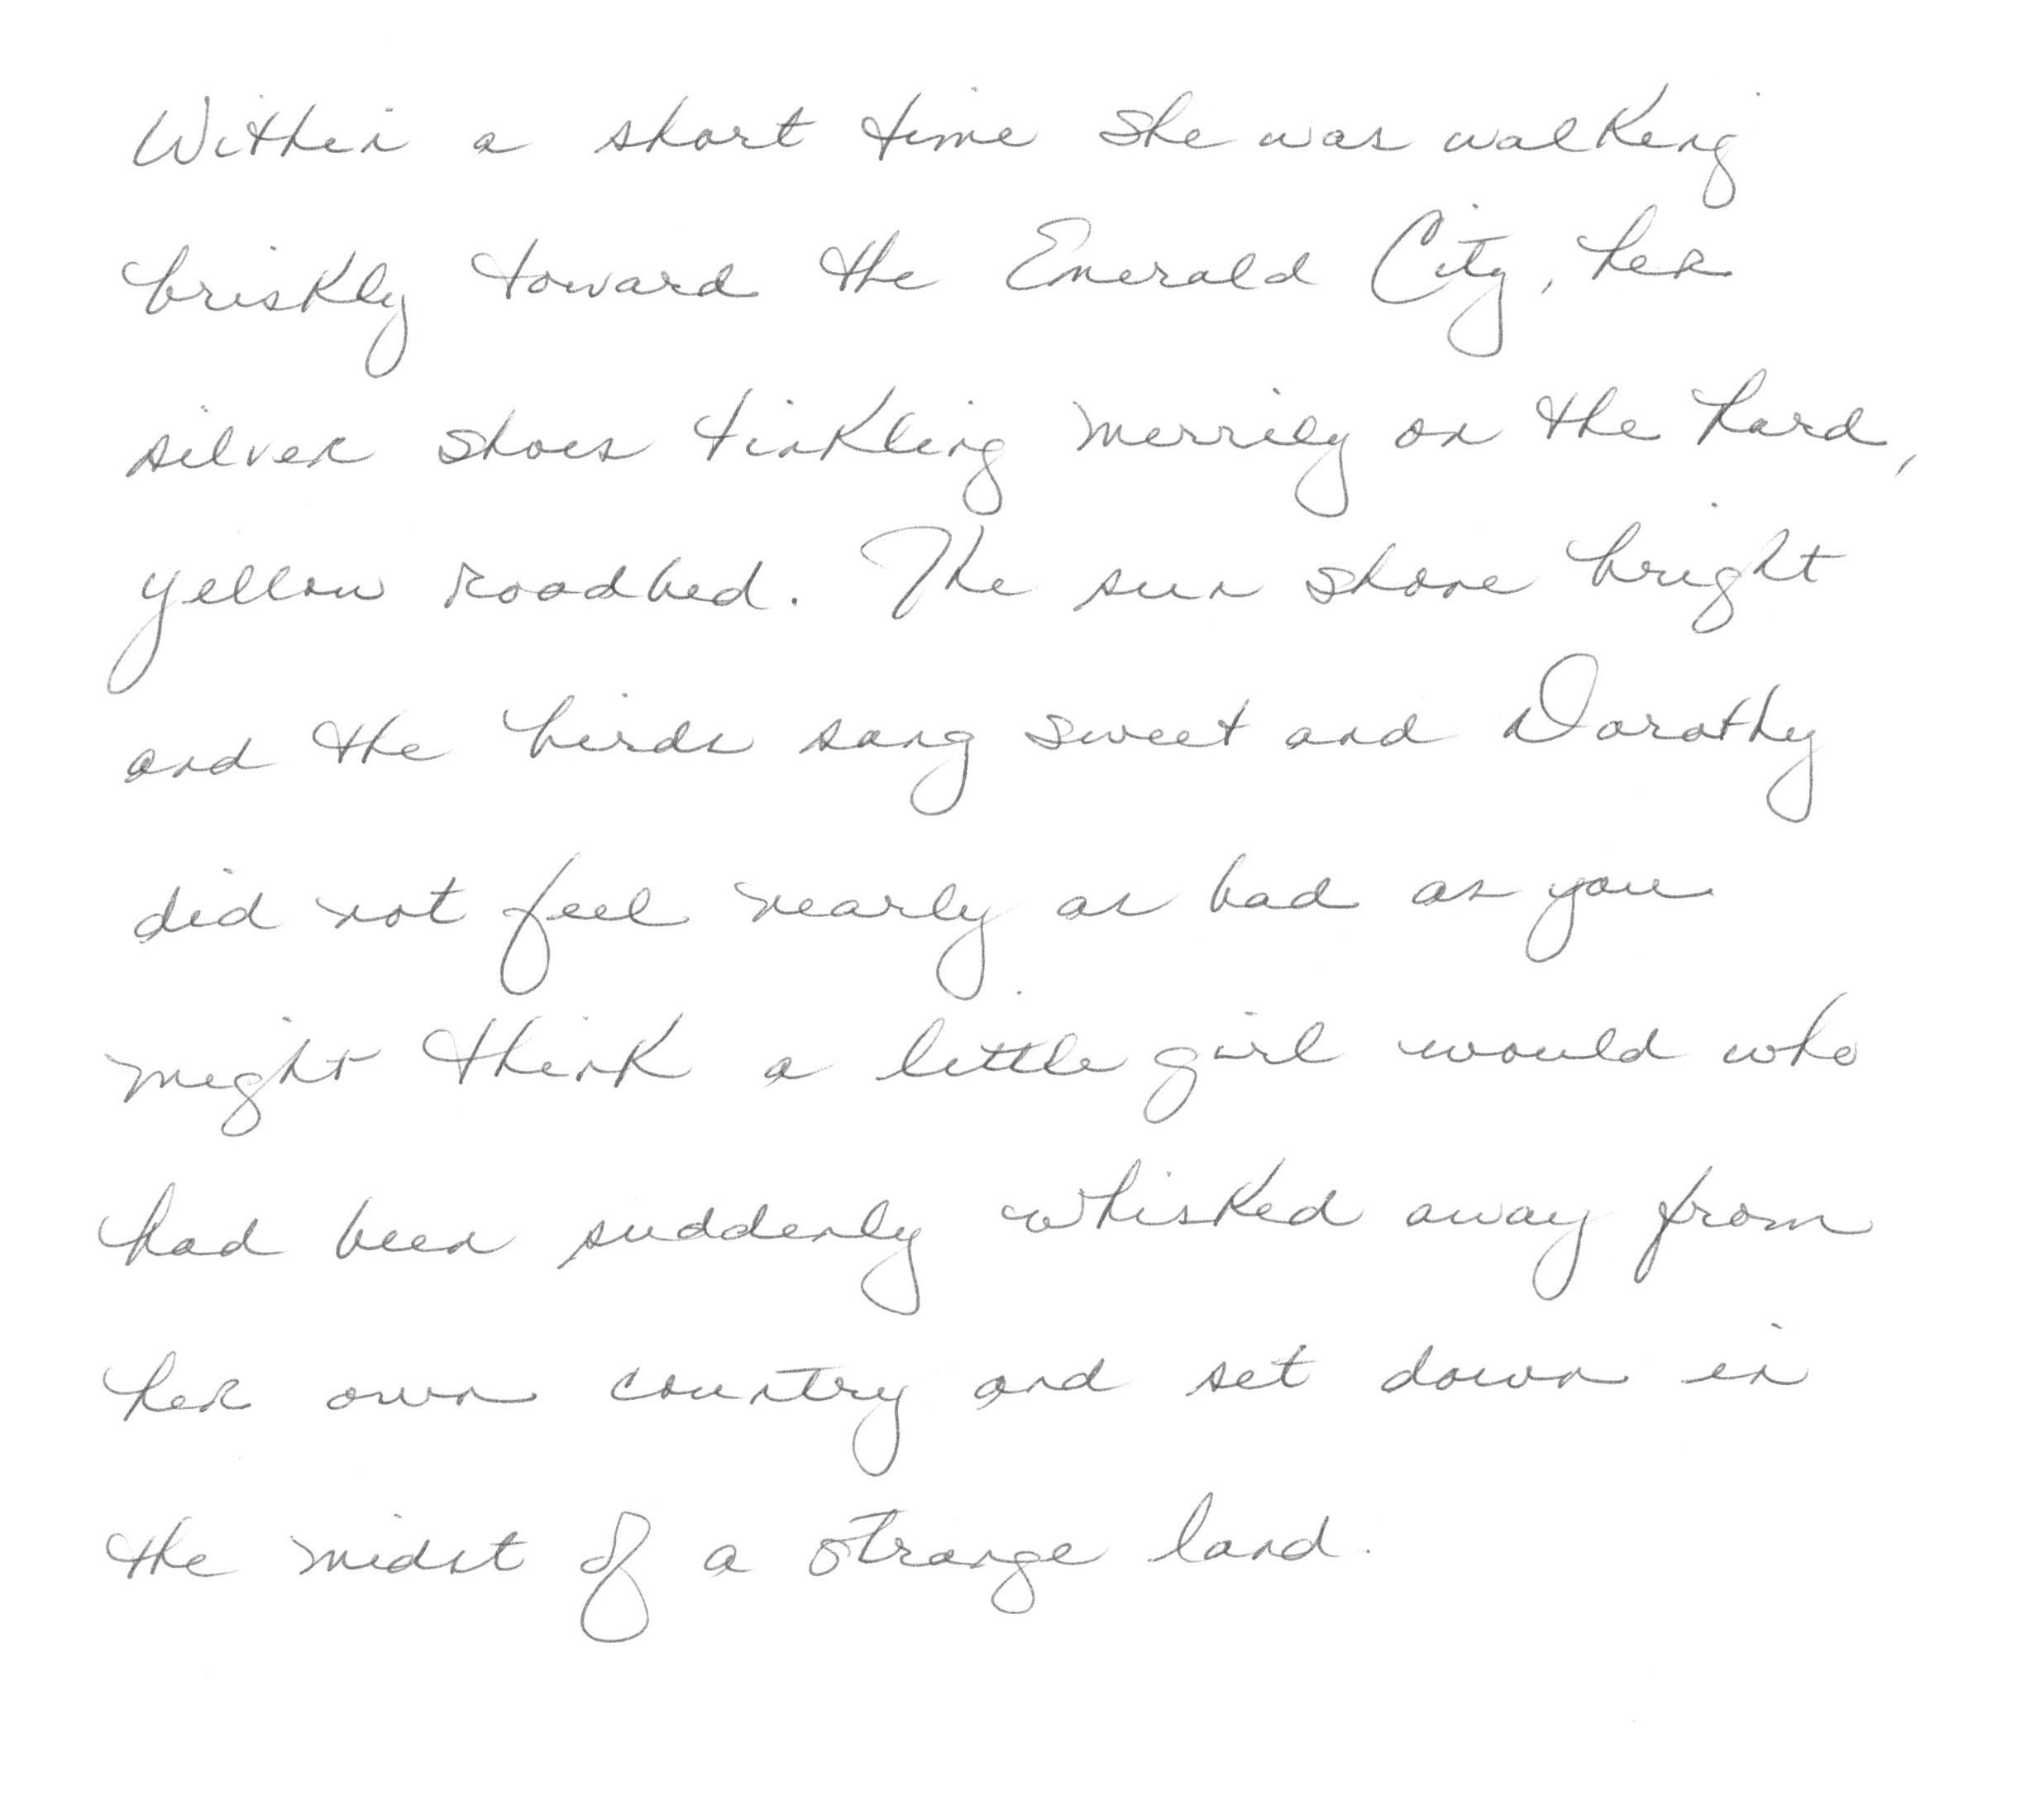 Within a short time she was walking
briskly toward the Emerald City, her
silver shoes tinkling merrily on the hard,
yellow roadbed. The sun shone bright
and the birds sang sweet and Dorothy
did not feel nearly as bad as you
might think a little girl would who
had been suddenly whisked away from
her own country and set down in
the midst of a strange land.